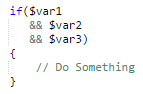 if($var1
    && $var2
    && $var3)
{
    // Do Something
}